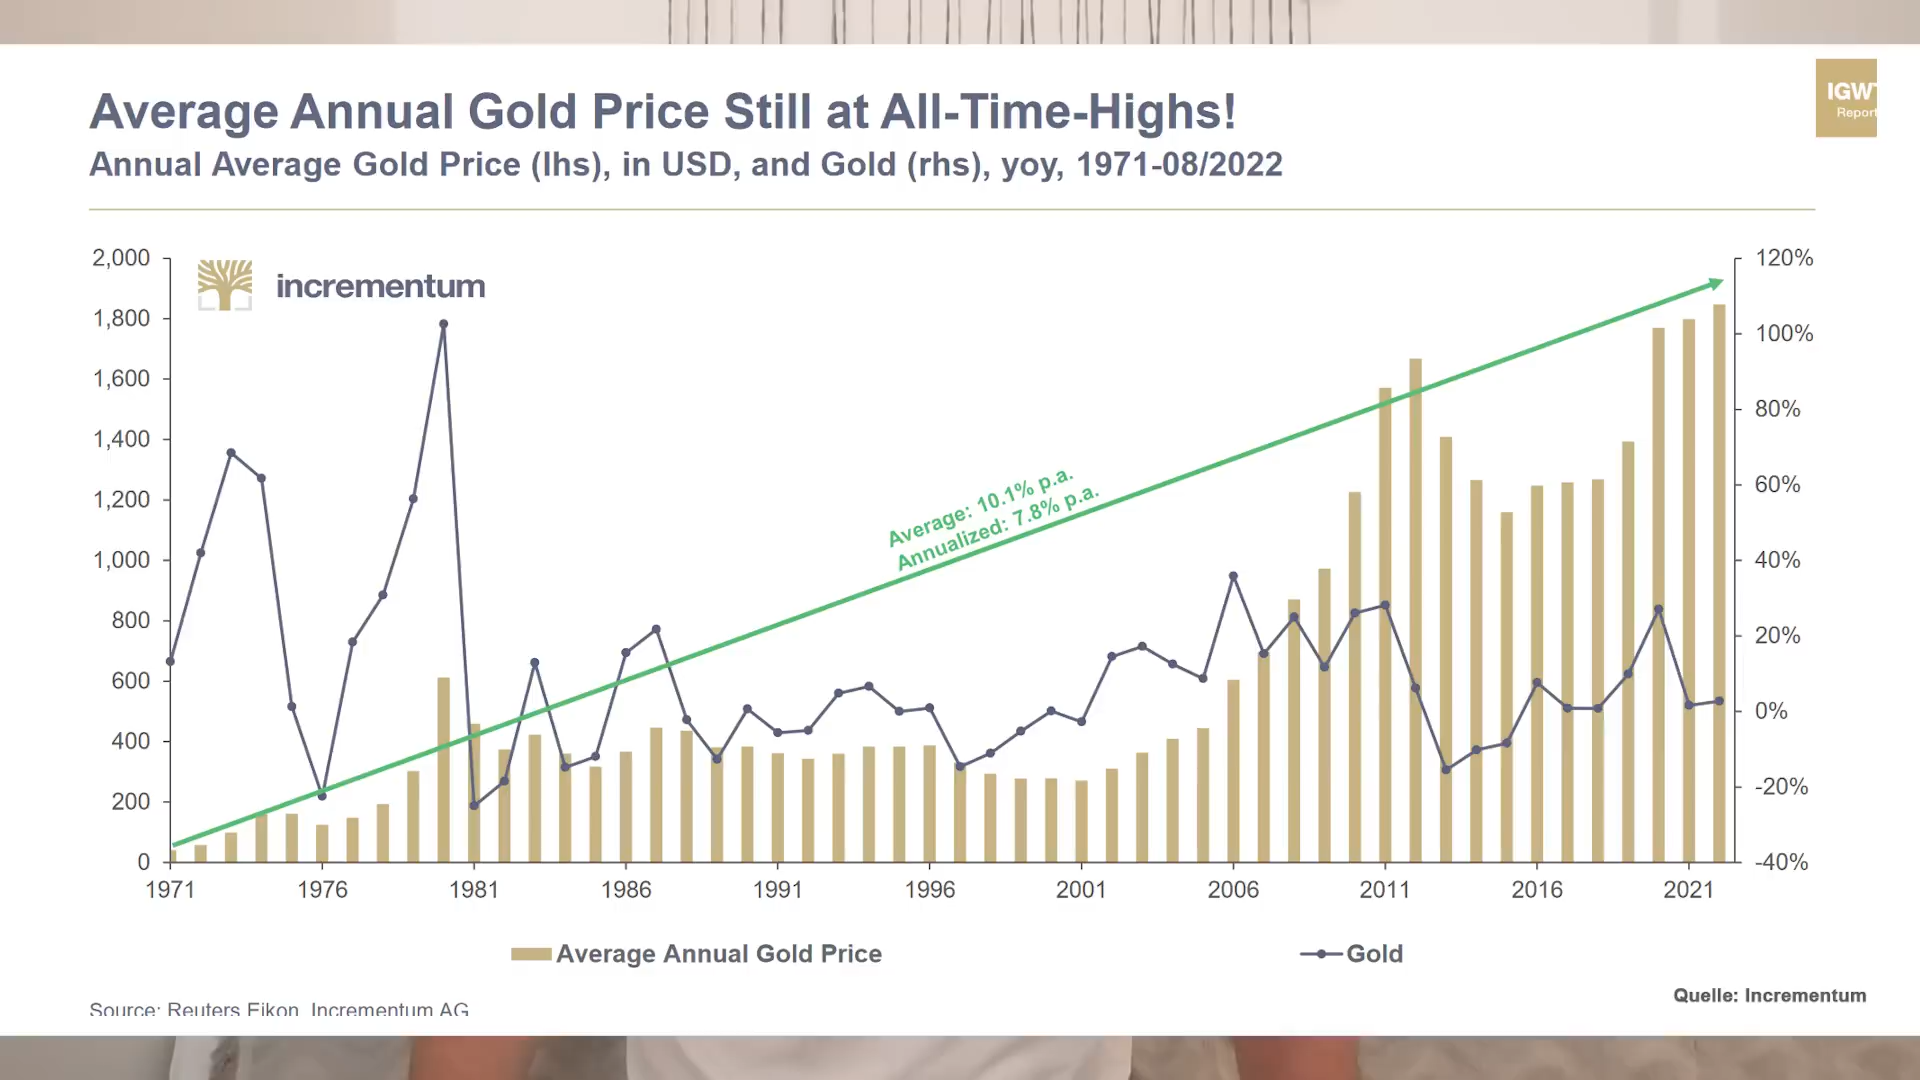 IGWT
Report
Average Annual Gold Price Still at All-Time-Highs!
Annual Average Gold Price (lhs), in USD, and Gold (rhs), yoy, 1971-08/2022
incrementum
2,000
1,800
1,600
1,400
1,200
1,000
800
600
400
200
0
120%
100%
80%
60%
40%
20%
0%
-20%
-40%
Average: 10.1% p.a.
Annualized: 7.8% p.a.
1971 1976 1981 1986 1991 1996 2001 2006 2011 2016 2021
Average Annual Gold Price Gold
Source: Reuters Eikon, Incrementum AG
Quelle: Incrementum